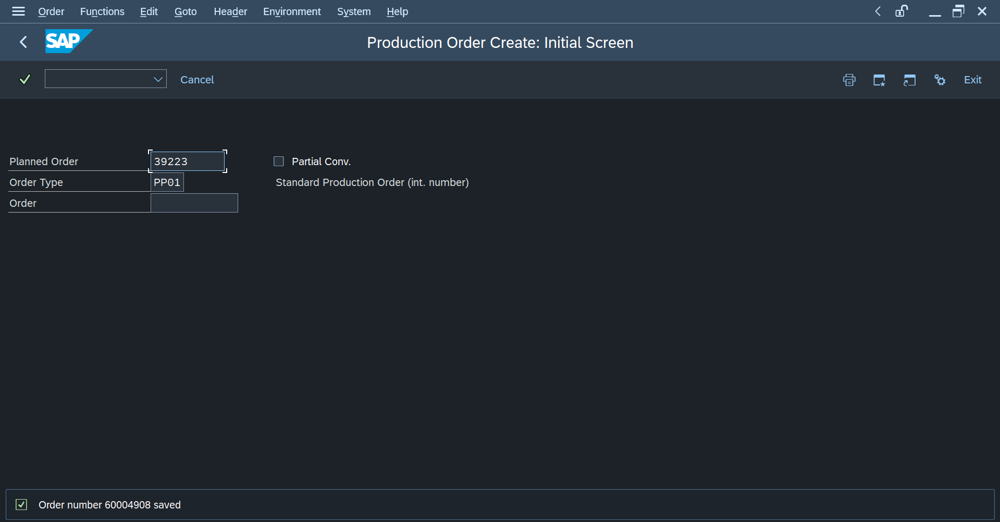 Order Functions Edit Goto Header Environment System Help
SAP Production Order Create: Initial Screen
Cancel Exit
Planned Order 39223 Partial Conv.
Order Type PP01 Standard Production Order (int. number)
Order
Order number 60004908 saved